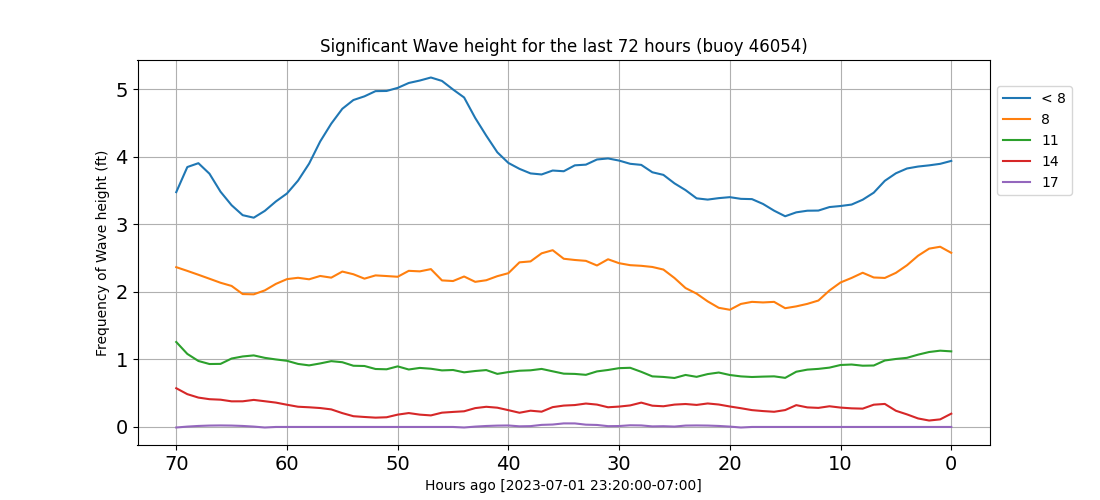 Significant Wave height for the last 72 hours (buoy 46054)
Frequency of Wave height (ft)
5
4
3
2
1
0
70 60 50 40 30 20 10 0
Hours ago [2023-07-01 23:20:00-07:00]
< 8
8
11
14
17